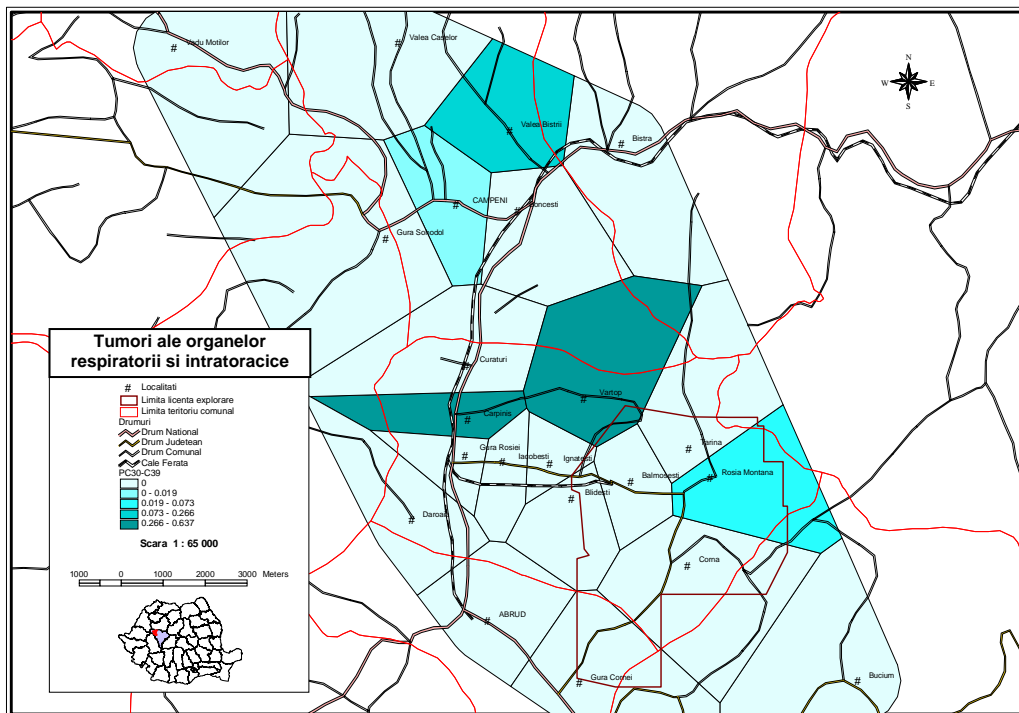 Vadu Motilor
Valea Caselor
N
W E
S
Valea Bistrii
Bistra
CAMPENI
Boncesti
Gura Sohodol
Tumori ale organelor
respiratorii si intratoracice
# Localitati
Limita licenta explorare
Limita teritoriu comunal
Drumuri
Drum National
Drum Judetean
Drum Comunal
Cale Ferata
PC30-C39
0
0 - 0.019
0.019 - 0.073
0.073 - 0.266
0.266 - 0.637
Scara 1 : 65 000
1000 0 1000 2000 3000 Meters
Curaturi
Vartop
Carpinis
Tarina
Gura Rosiei
Iacobesti
Ignatesti
Rosia Montana
Balmosesti
Blidesti
Daroaia
Corna
ABRUD
Gura Cornei
Bucium